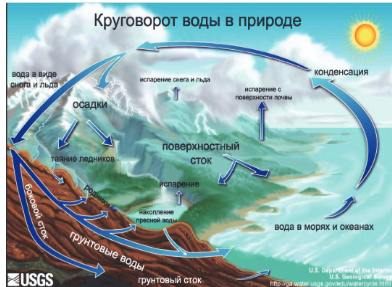 Круговорот воды в природе
вода в виде
снега и льда
испарение снега и льда
конденсация
осадки
испарение с
поверхности почвы
таяние ледников
поверхностный
сток
боковой сток
испарение
накопление
пресной воды
вода в морях и океанах
грунтовые воды
грунтовый сток
USGS
U.S. Department of the Interior
U.S. Geological Survey